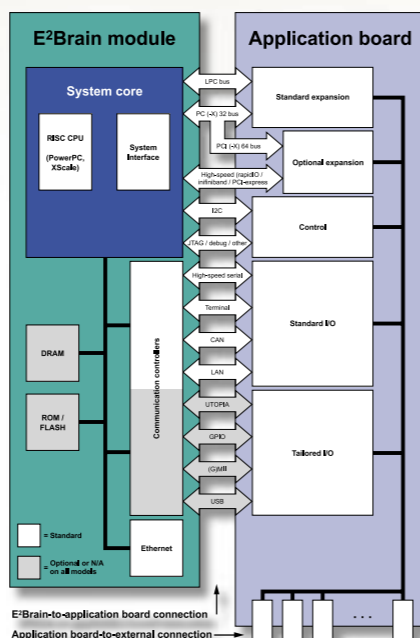 E²Brain module
Application board
System core
RISC CPU
(PowerPC,
XScale)
System
Interface
LPC bus
PC (-X) 32 bus
PCI (-X) 64 bus
High-speed (rapidIO /
infiniband / PCI-express
I2C
JTAG / debug / other
High-speed serial
Terminal
CAN
LAN
UTOPIA
GPIO
(G)MII
USB
Standard expansion
Optional expansion
Control
Standard I/O
Tailored I/O
Communication controllers
DRAM
ROM /
FLASH
Ethernet
= Standard
= Optional or N/A
on all models
. . .
E²Brain-to-application board connection
Application board-to-external connection